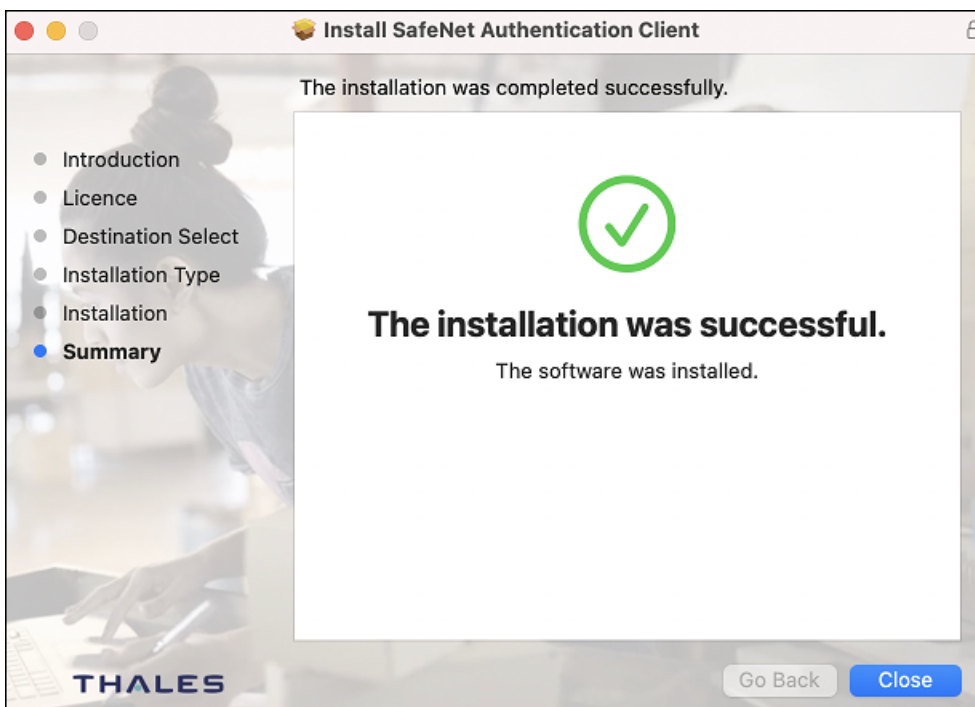 Install SafeNet Authentication Client
The installation was completed successfully.
Introduction
Licence
Destination Select
Installation Type
Installation
Summary
The installation was successful.
The software was installed.
THALES
Go Back
Close